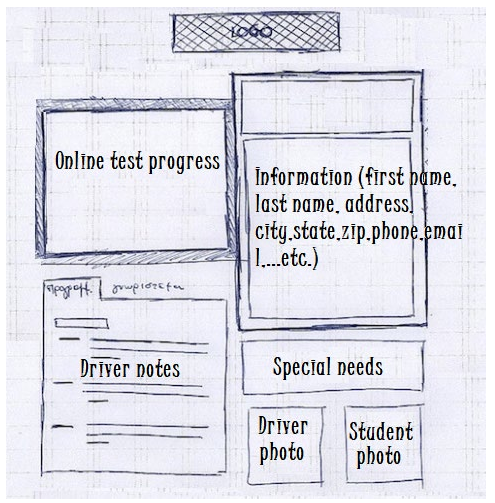 LOGO
Online test progress
Information (first name,
last name, address,
city,state,zip,phone,emai
l,...etc.)
Driver notes
Special needs
Driver
photo
Student
photo